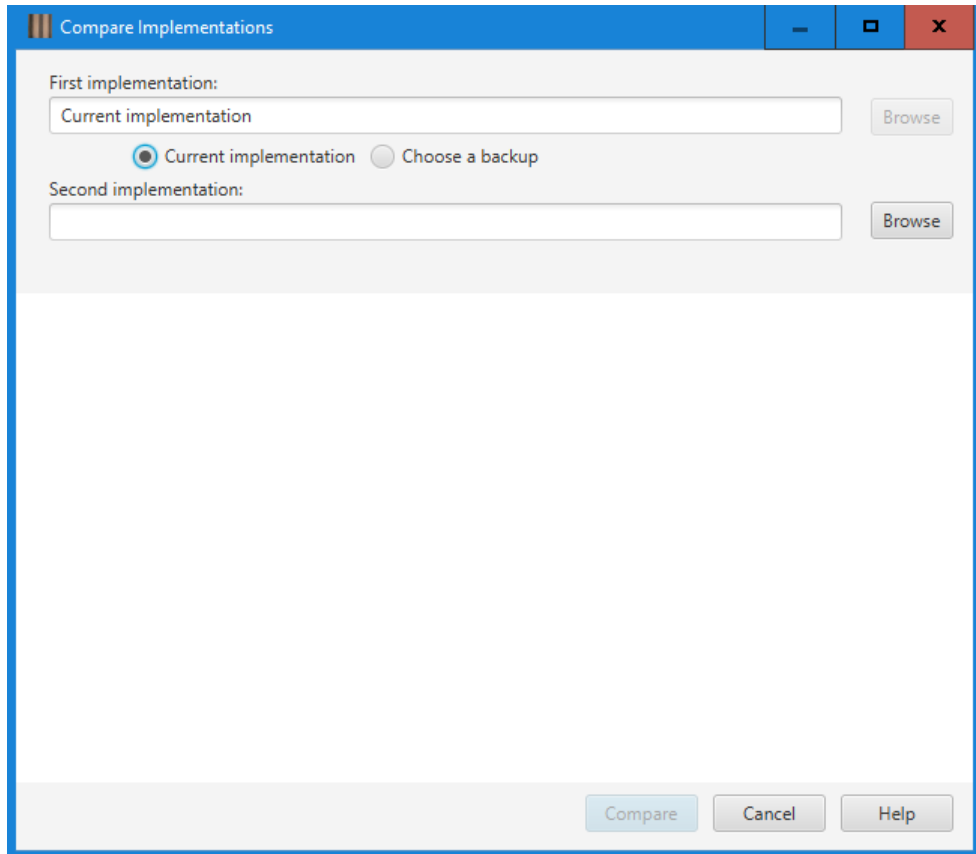 Compare Implementations
First implementation:
Current implementation
Browse
Current implementation Choose a backup
Second implementation:
Browse
Compare Cancel Help